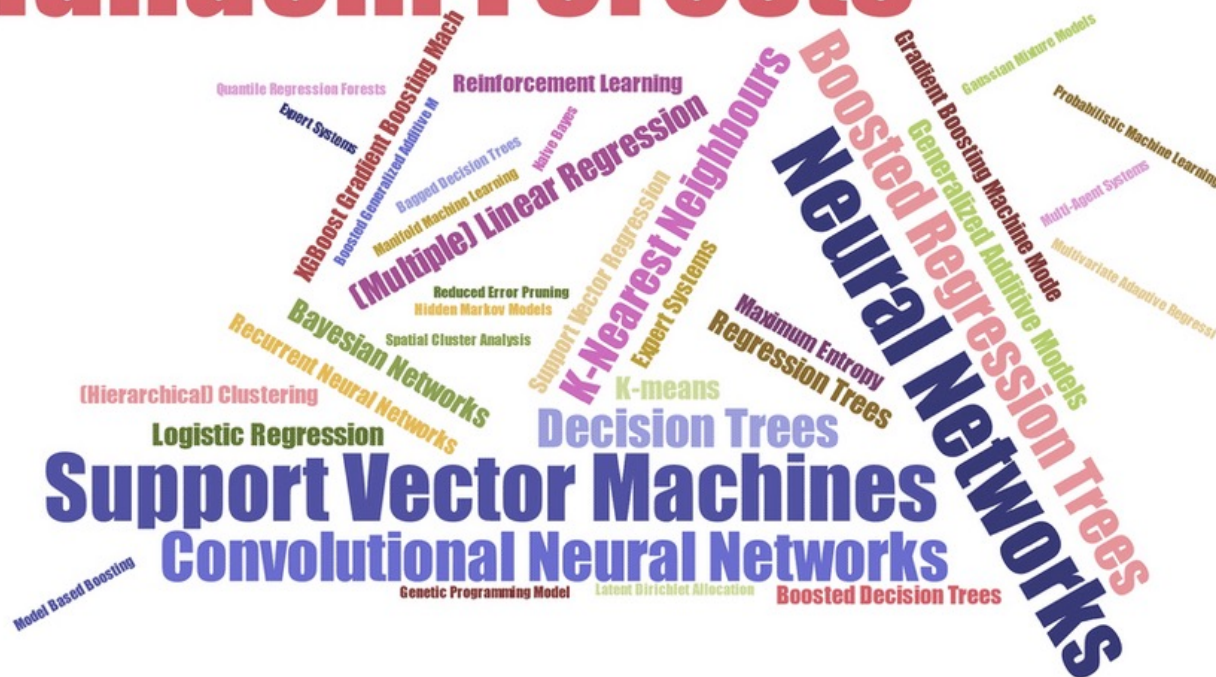 Random Forests
XGBoost Gradient Boosting Mach
Quantile Regression Forests
Expert Systems
Boosted Generalized Additive M
Reinforcement Learning
Naive Bayes
Bagged Decision Trees
Manifold Machine Learning
(Multiple) Linear Regression
Support Vector Regression
K-Nearest Neighbours
Expert Systems
Boosted Regression Trees
Neural Networks
Gradient Boosting Machine Mode
Generalized Additive Models
Gaussian Mixture Models
Probabilistic Machine Learning
Multi-Agent Systems
Multivariate Adaptive Regressi
Reduced Error Pruning
Hidden Markov Models
Spatial Cluster Analysis
Bayesian Networks
Recurrent Neural Networks
Maximum Entropy
Regression Trees
(Hierarchical) Clustering
K-means
Logistic Regression
Decision Trees
Support Vector Machines
Convolutional Neural Networks
Model Based Boosting
Genetic Programming Model
Latent Dirichlet Allocation
Boosted Decision Trees